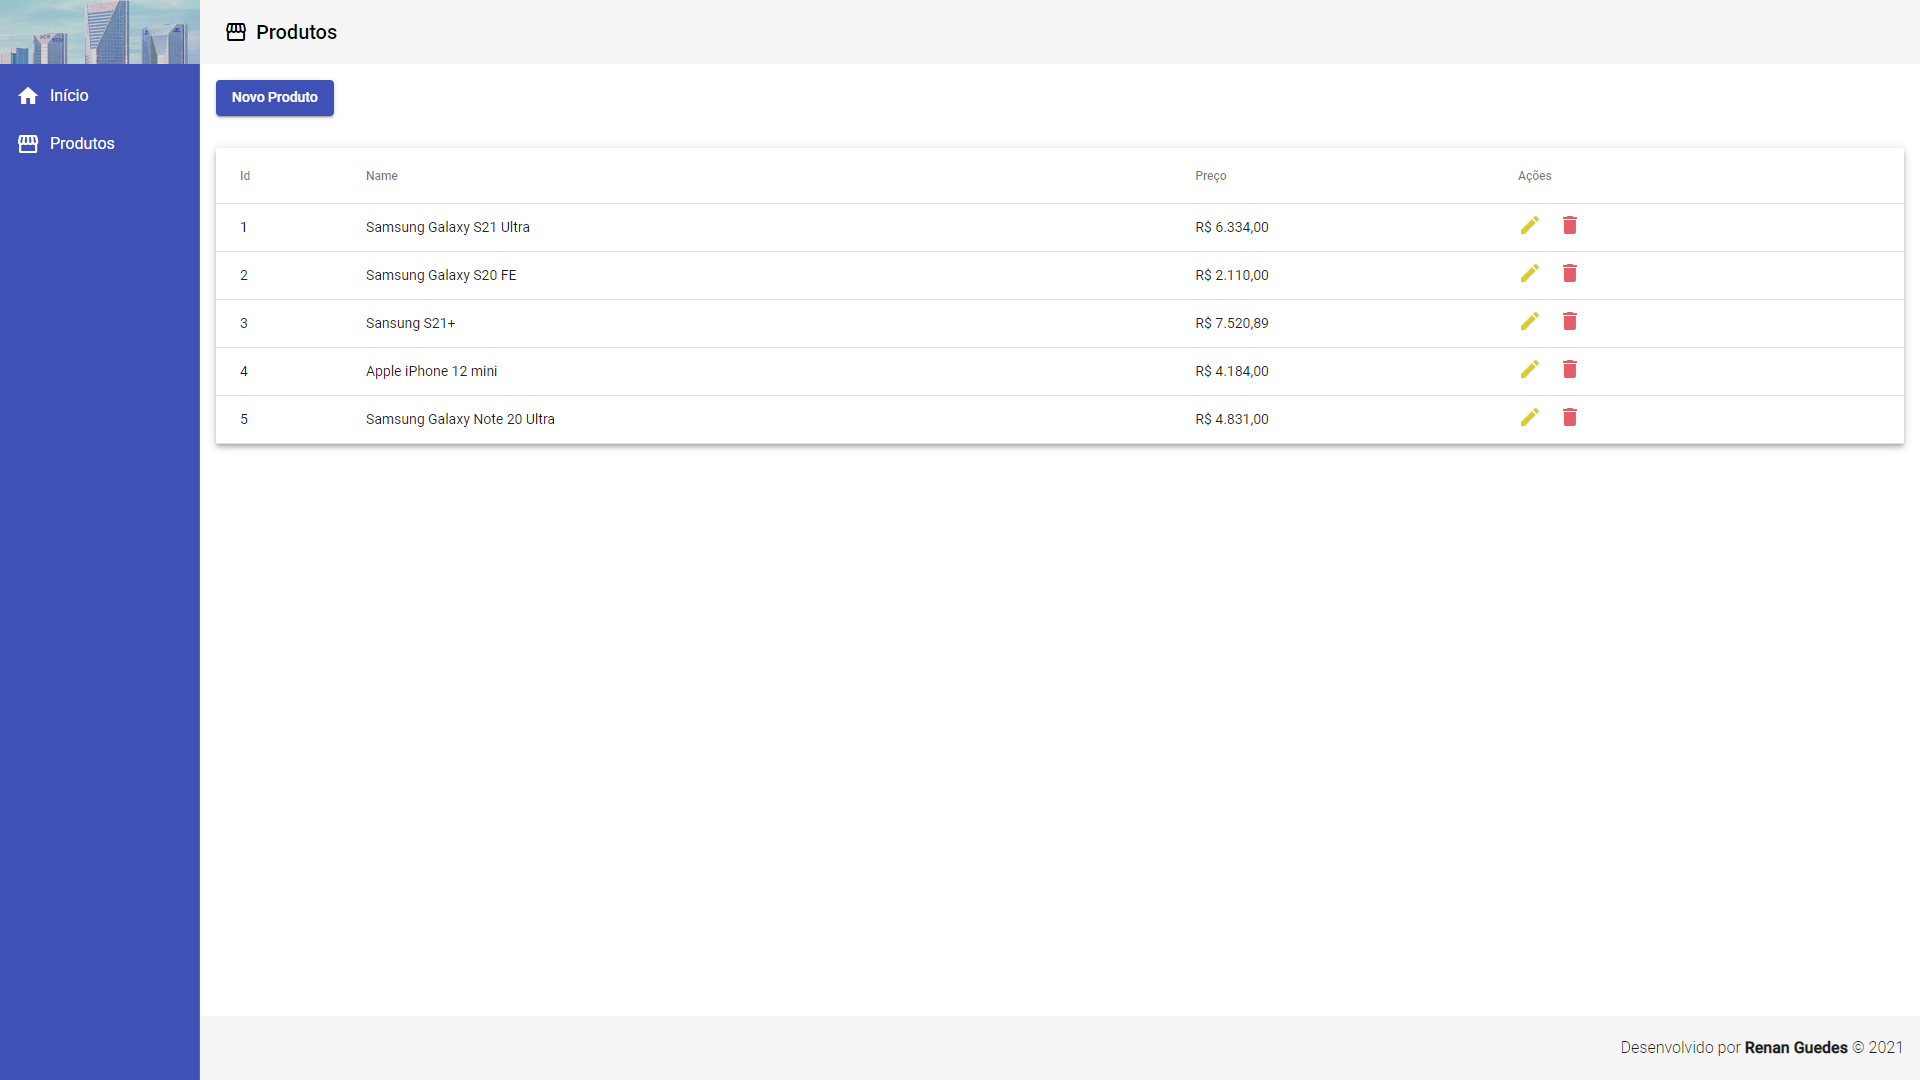 Produtos
Início
Produtos
Novo Produto
Id Name Preço Ações
1 Samsung Galaxy S21 Ultra R$ 6.334,00
2 Samsung Galaxy S20 FE R$ 2.110,00
3 Sansung S21+ R$ 7.520,89
4 Apple iPhone 12 mini R$ 4.184,00
5 Samsung Galaxy Note 20 Ultra R$ 4.831,00
Desenvolvido por Renan Guedes © 2021